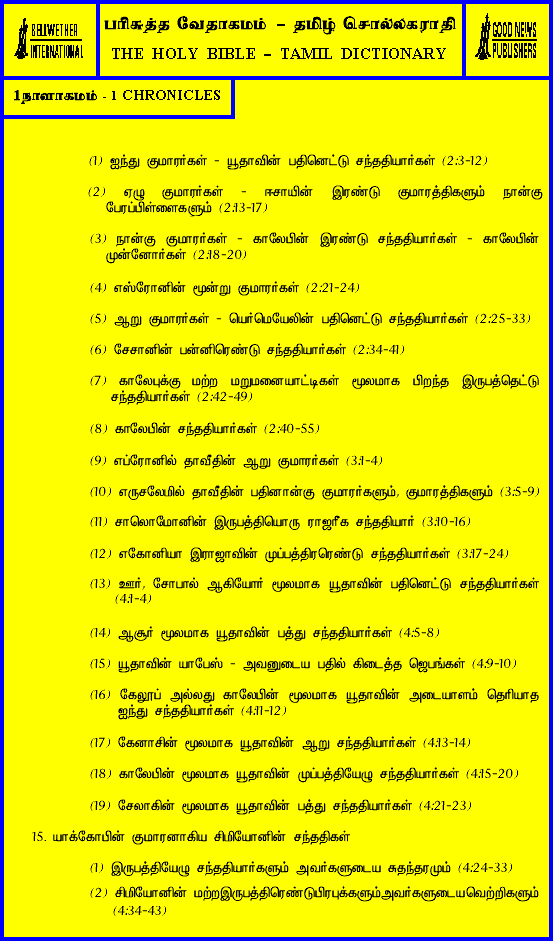 BELLWETHER
INTERNATIONAL
பரிசுத்த வேதாகமம் – தமிழ் சொல்லகராதி
THE HOLY BIBLE – TAMIL DICTIONARY
GOOD NEWS
PUBLISHERS
1நாளாகமம் - 1 CHRONICLES
(1) ஐந்து குமாரர்கள் - யூதாவின் பதினெட்டு சந்ததியார்கள் (2:3-12)
(2) ஏழு குமாரர்கள் - ஈசாயின் இரண்டு குமாரத்திகளும் நான்கு
பேரப்பிள்ளைகளும் (2:13-17)
(3) நான்கு குமாரர்கள் - காலேபின் இரண்டு சந்ததியார்கள் - காலேபின்
முன்னோர்கள் (2:18-20)
(4) எஸ்ரோனின் மூன்று குமாரர்கள் (2:21-24)
(5) ஆறு குமாரர்கள் - யெர்மெயேலின் பதினெட்டு சந்ததியார்கள் (2:25-33)
(6) சேசானின் பன்னிரெண்டு சந்ததியார்கள் (2:34-41)
(7) காலேபுக்கு மற்ற மறுமனையாட்டிகள் மூலமாக பிறந்த இருபத்தெட்டு
சந்ததியார்கள் (2:42-49)
(8) காலேபின் சந்ததியார்கள் (2:40-55)
(9) எப்ரோனில் தாவீதின் ஆறு குமாரர்கள் (3:1-4)
(10) எருசலேமில் தாவீதின் பதினான்கு குமாரர்களும், குமாரத்திகளும் (3:5-9)
(11) சாலொமோனின் இருபத்தியொரு ராஜரீக சந்ததியார் (3:10-16)
(12) எகோனியா இராஜாவின் முப்பத்திரரெண்டு சந்ததியார்கள் (3:17-24)
(13) ஊர், சோபால் ஆகியோர் மூலமாக யூதாவின் பதினெட்டு சந்ததியார்கள்
(4:1-4)
(14) ஆசூர் மூலமாக யூதாவின் பத்து சந்ததியார்கள் (4:5-8)
(15) யூதாவின் யாபேஸ் - அவனுடைய பதில் கிடைத்த ஜெபங்கள் (4:9-10)
(16) கேலூப் அல்லது காலேபின் மூலமாக யூதாவின் அடையாளம் தெரியாத
ஐந்து சந்ததியார்கள் (4:11-12)
(17) கேனாசின் மூலமாக யூதாவின் ஆறு சந்ததியார்கள் (4:13-14)
(18) காலேபின் மூலமாக யூதாவின் முப்பத்தியேழு சந்ததியார்கள் (4:15-20)
(19) சேலாகின் மூலமாக யூதாவின் பத்து சந்ததியார்கள் (4:21-23)
15. யாக்கோபின் குமாரனாகிய சிமியோனின் சந்ததிகள்
(1) இருபத்தியேழு சந்ததியார்களும் அவர்களுடைய சுதந்தரமும் (4:24-33)
(2) சிமியோனின் மற்றஇருபத்திரெண்டுபிரபுக்களும்அவர்களுடையவெற்றிகளும்
(4:34-43)